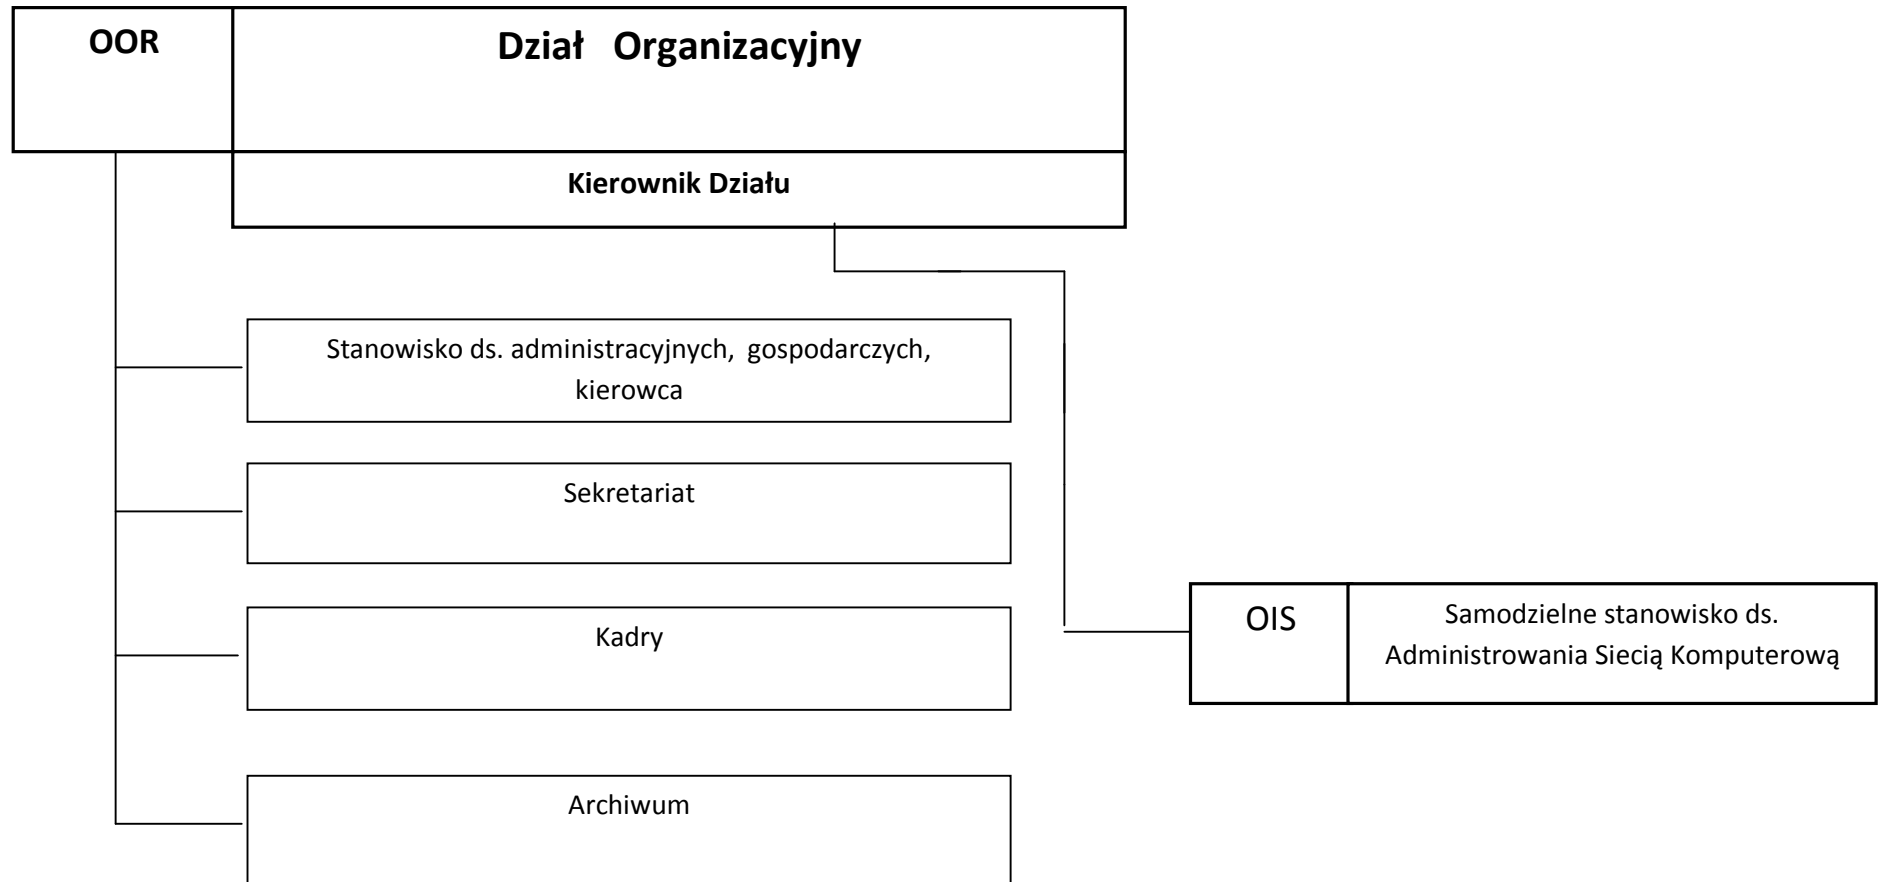 OOR
Dział Organizacyjny
Kierownik Działu
Stanowisko ds. administracyjnych, gospodarczych,
kierowca
Sekretariat
Kadry
Archiwum
OIS
Samodzielne stanowisko ds.
Administrowania Siecią Komputerową